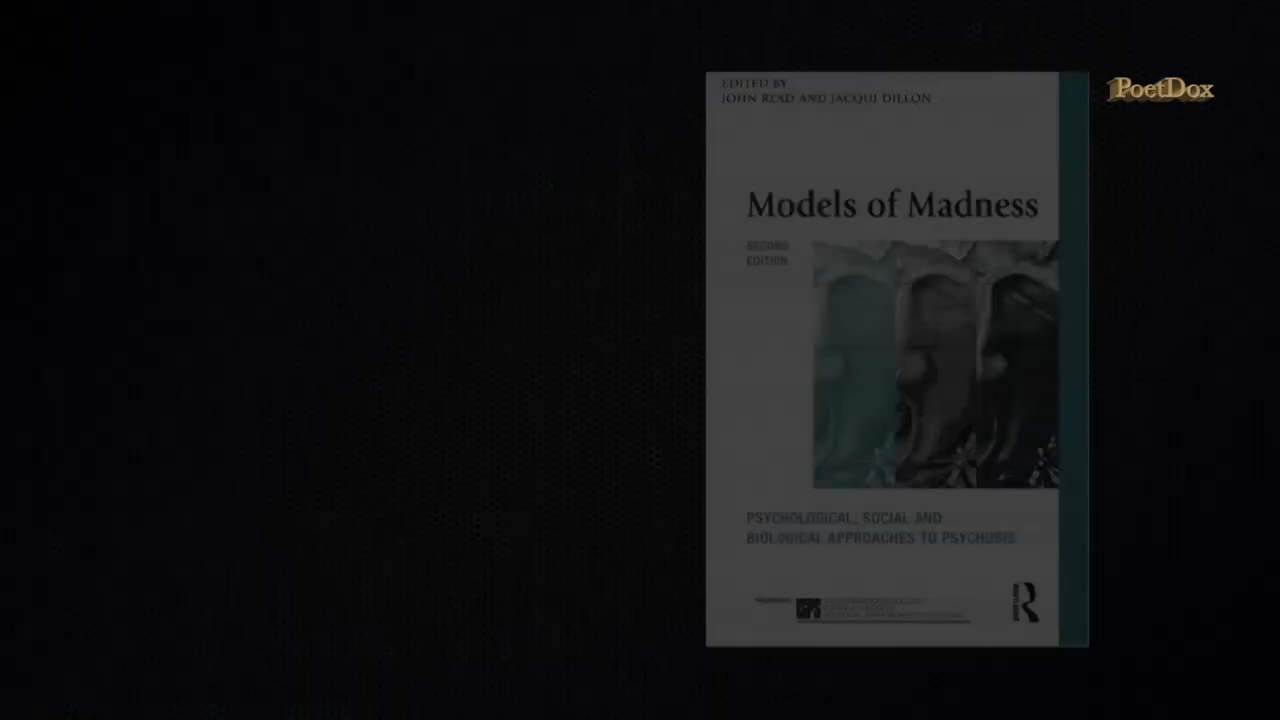 EDITED BY
JOHN READ AND JACQUI DILLON
PoetDox
Models of Madness
SECOND
EDITION
PSYCHOLOGICAL, SOCIAL AND
BIOLOGICAL APPROACHES TO PSYCHOSIS